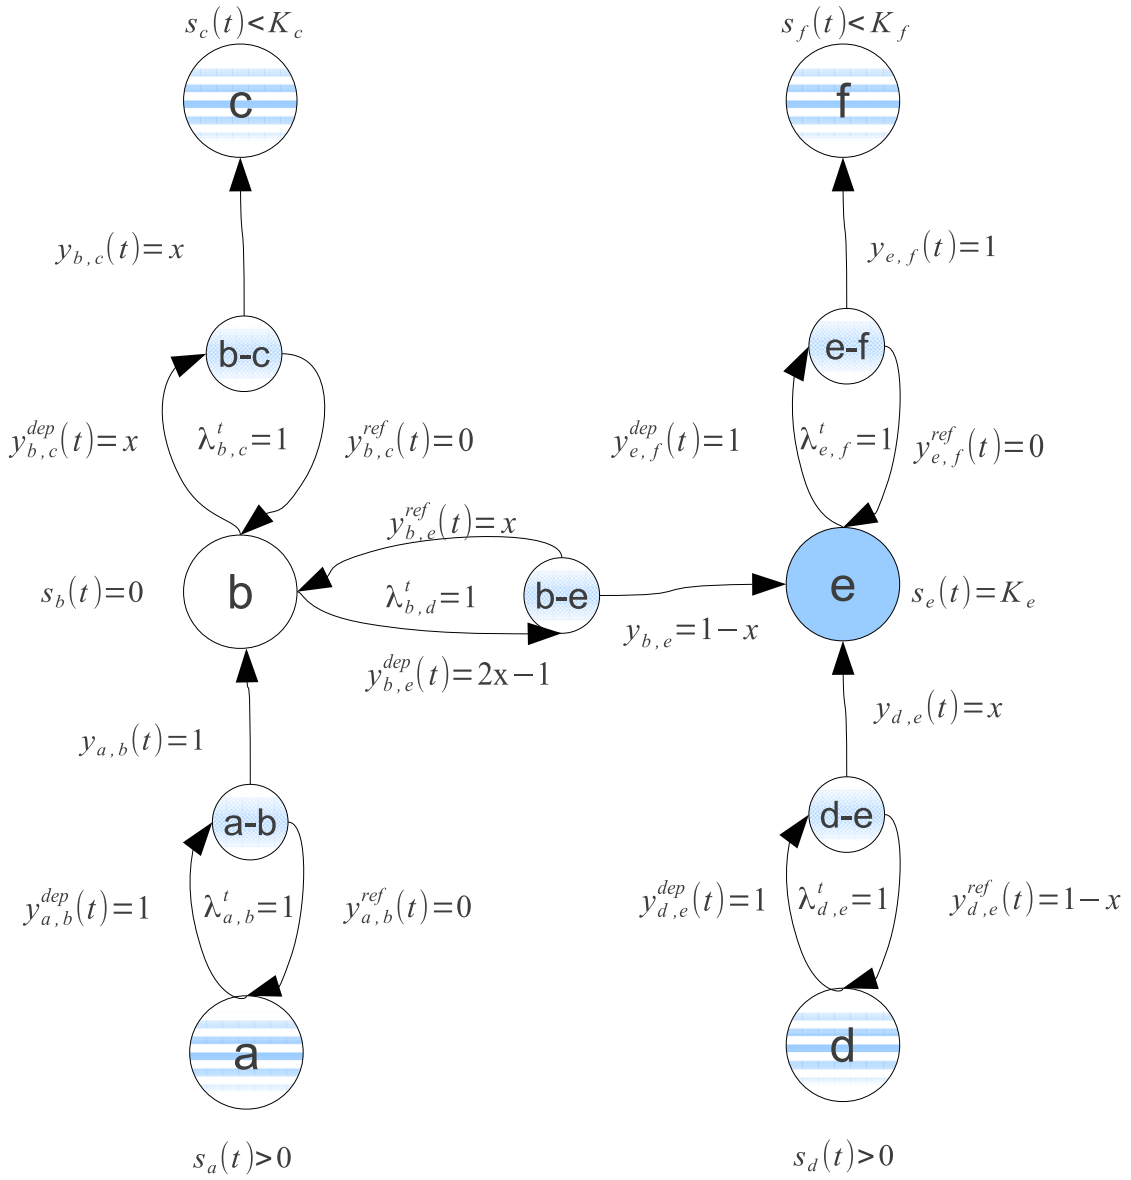 s_c(t)<K_c
s_f(t)<K_f
c
f
y_{b,c}(t)=x
y_{e,f}(t)=1
b-c
e-f
y^{dep}_{b,c}(t)=x
λ^t_{b,c}=1
y^{ref}_{b,c}(t)=0
y^{dep}_{e,f}(t)=1
λ^t_{e,f}=1
y^{ref}_{e,f}(t)=0
y^{ref}_{b,e}(t)=x
s_b(t)=0
b
λ^t_{b,d}=1
b-e
e
s_e(t)=K_e
y_{b,e}=1−x
y^{dep}_{b,e}(t)=2x−1
y_{a,b}(t)=1
y_{d,e}(t)=x
a-b
d-e
y^{dep}_{a,b}(t)=1
λ^t_{a,b}=1
y^{ref}_{a,b}(t)=0
y^{dep}_{d,e}(t)=1
λ^t_{d,e}=1
y^{ref}_{d,e}(t)=1−x
a
d
s_a(t)>0
s_d(t)>0